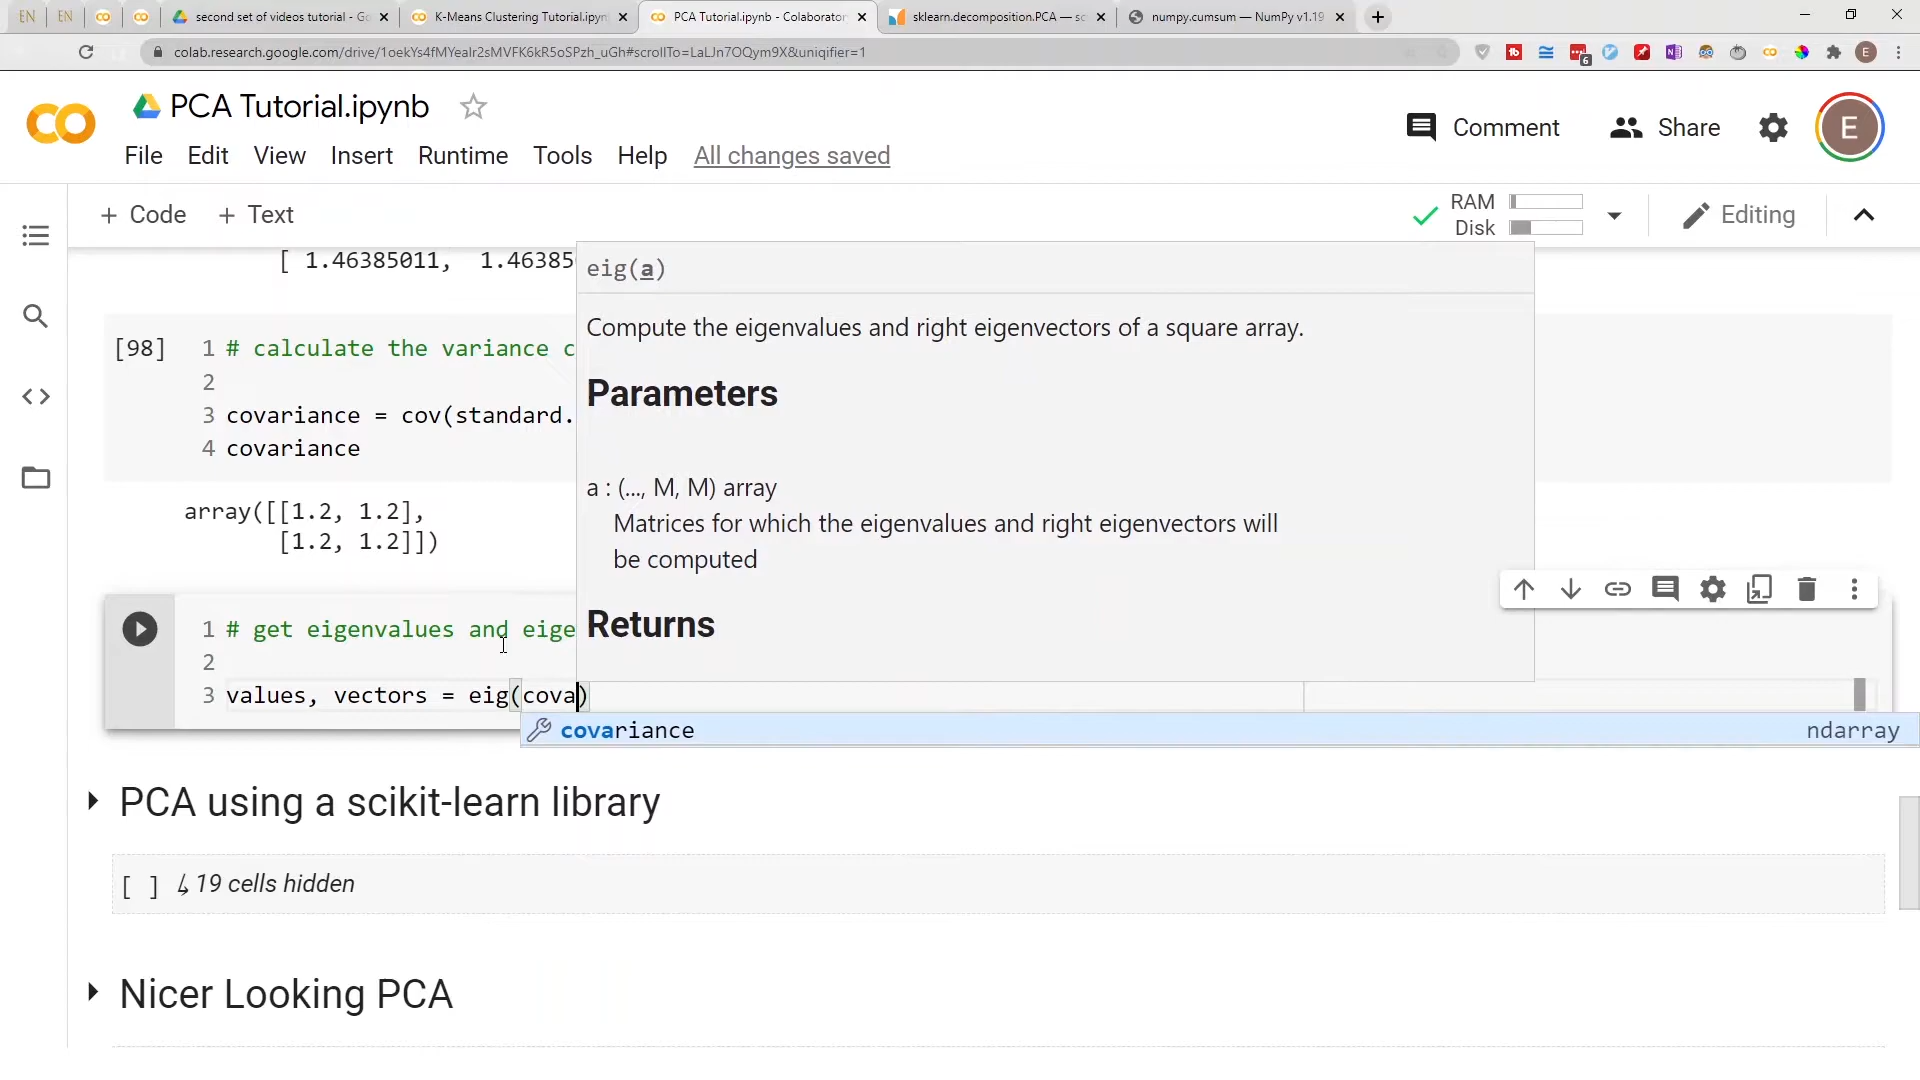 EN
EN
second set of videos tutorial - Go
K-Means Clustering Tutorial.ipyn
PCA Tutorial.ipynb - Colaborator
sklearn.decomposition.PCA — sc
numpy.cumsum — NumPy v1.19
colab.research.google.com/drive/1oekYs4fMYealr2sMVFK6kR5oSPzh_uGh#scrollTo=LaLJn7OQym9X&uniqifier=1
6
E
PCA Tutorial.ipynb
Comment
Share
E
File Edit View Insert Runtime Tools Help All changes saved
+ Code + Text
RAM
Disk
Editing
[ 1.46385011, 1.46385
eig(a)
Compute the eigenvalues and right eigenvectors of a square array.
Parameters
a : (..., M, M) array
Matrices for which the eigenvalues and right eigenvectors will
be computed
Returns
[98] 1 # calculate the variance c
2
3 covariance = cov(standard.
4 covariance
array([[1.2, 1.2],
[1.2, 1.2]])
1 # get eigenvalues and eige
2
3 values, vectors = eig(cova)
covariance ndarray
PCA using a scikit-learn library
[ ] ↳ 19 cells hidden
Nicer Looking PCA